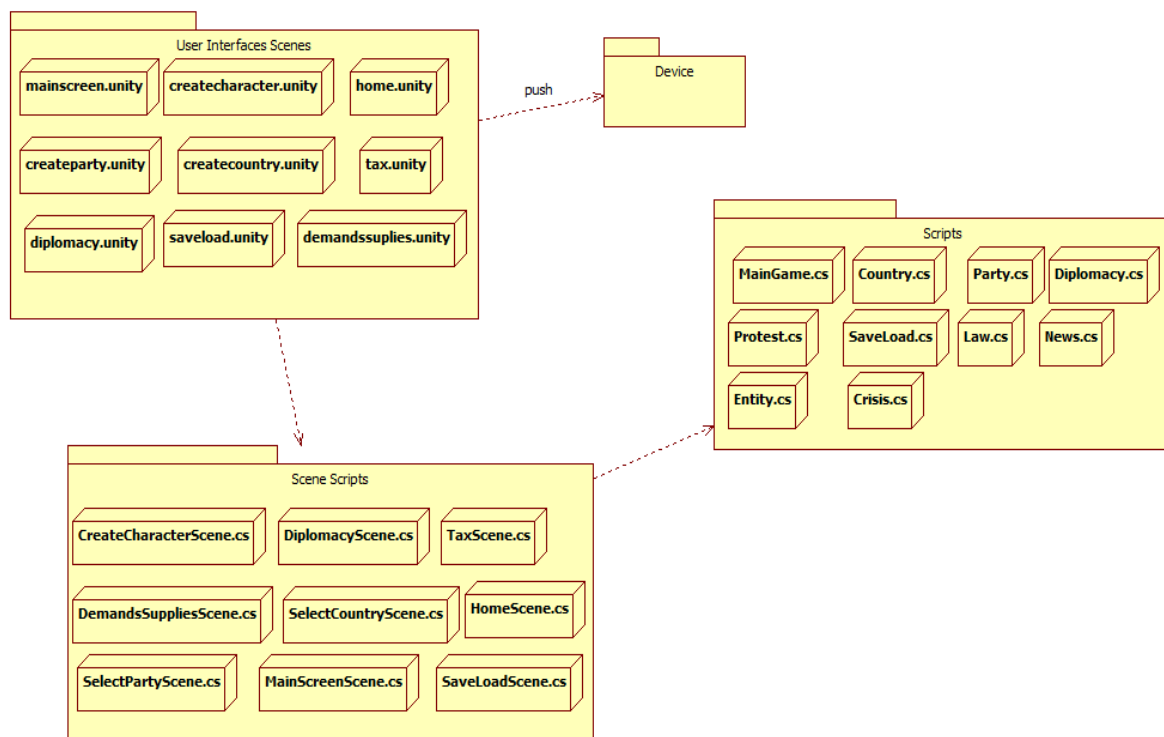 User Interfaces Scenes
mainscreen.unity
createcharacter.unity
home.unity
createparty.unity
createcountry.unity
tax.unity
diplomacy.unity
saveload.unity
demandssuplies.unity
push
Device
Scripts
MainGame.cs
Country.cs
Party.cs
Diplomacy.cs
Protest.cs
SaveLoad.cs
Law.cs
News.cs
Entity.cs
Crisis.cs
Scene Scripts
CreateCharacterScene.cs
DiplomacyScene.cs
TaxScene.cs
DemandsSuppliesScene.cs
SelectCountryScene.cs
HomeScene.cs
SelectPartyScene.cs
MainScreenScene.cs
SaveLoadScene.cs